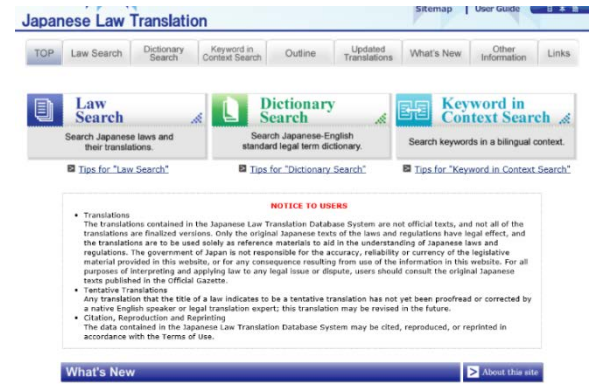 Sitemap | User Guide
Japanese Law Translation
TOP
Law Search
Dictionary
Search
Keyword in
Context Search
Outline
Updated
Translations
What's New
Other
Information
Links
Law
Search
Search Japanese laws and
their translations.
Tips for "Law Search"
Dictionary
Search
Search Japanese-English
standard legal term dictionary.
Tips for "Dictionary Search"
Keyword in
Context Search
Search keywords in a bilingual context.
Tips for "Keyword in Context Search"
NOTICE TO USERS
• Translations
The translations contained in the Japanese Law Translation Database System are not official texts, and not all of the
translations are finalized versions. Only the original Japanese texts of the laws and regulations have legal effect, and
the translations are to be used solely as reference materials to aid in the understanding of Japanese laws and
regulations. The government of Japan is not responsible for the accuracy, reliability or currency of the legislative
material provided in this website, or for any consequence resulting from use of the information in this website. For all
purposes of interpreting and applying law to any legal issue or dispute, users should consult the original Japanese
texts published in the Official Gazette.
• Tentative Translations
Any translation that the title of a law indicates to be a tentative translation has not yet been proofread or corrected by
a native English speaker or legal translation expert; this translation may be revised in the future.
• Citation, Reproduction and Reprinting
The data contained in the Japanese Law Translation Database System may be cited, reproduced, or reprinted in
accordance with the Terms of Use.
What's New
About this site